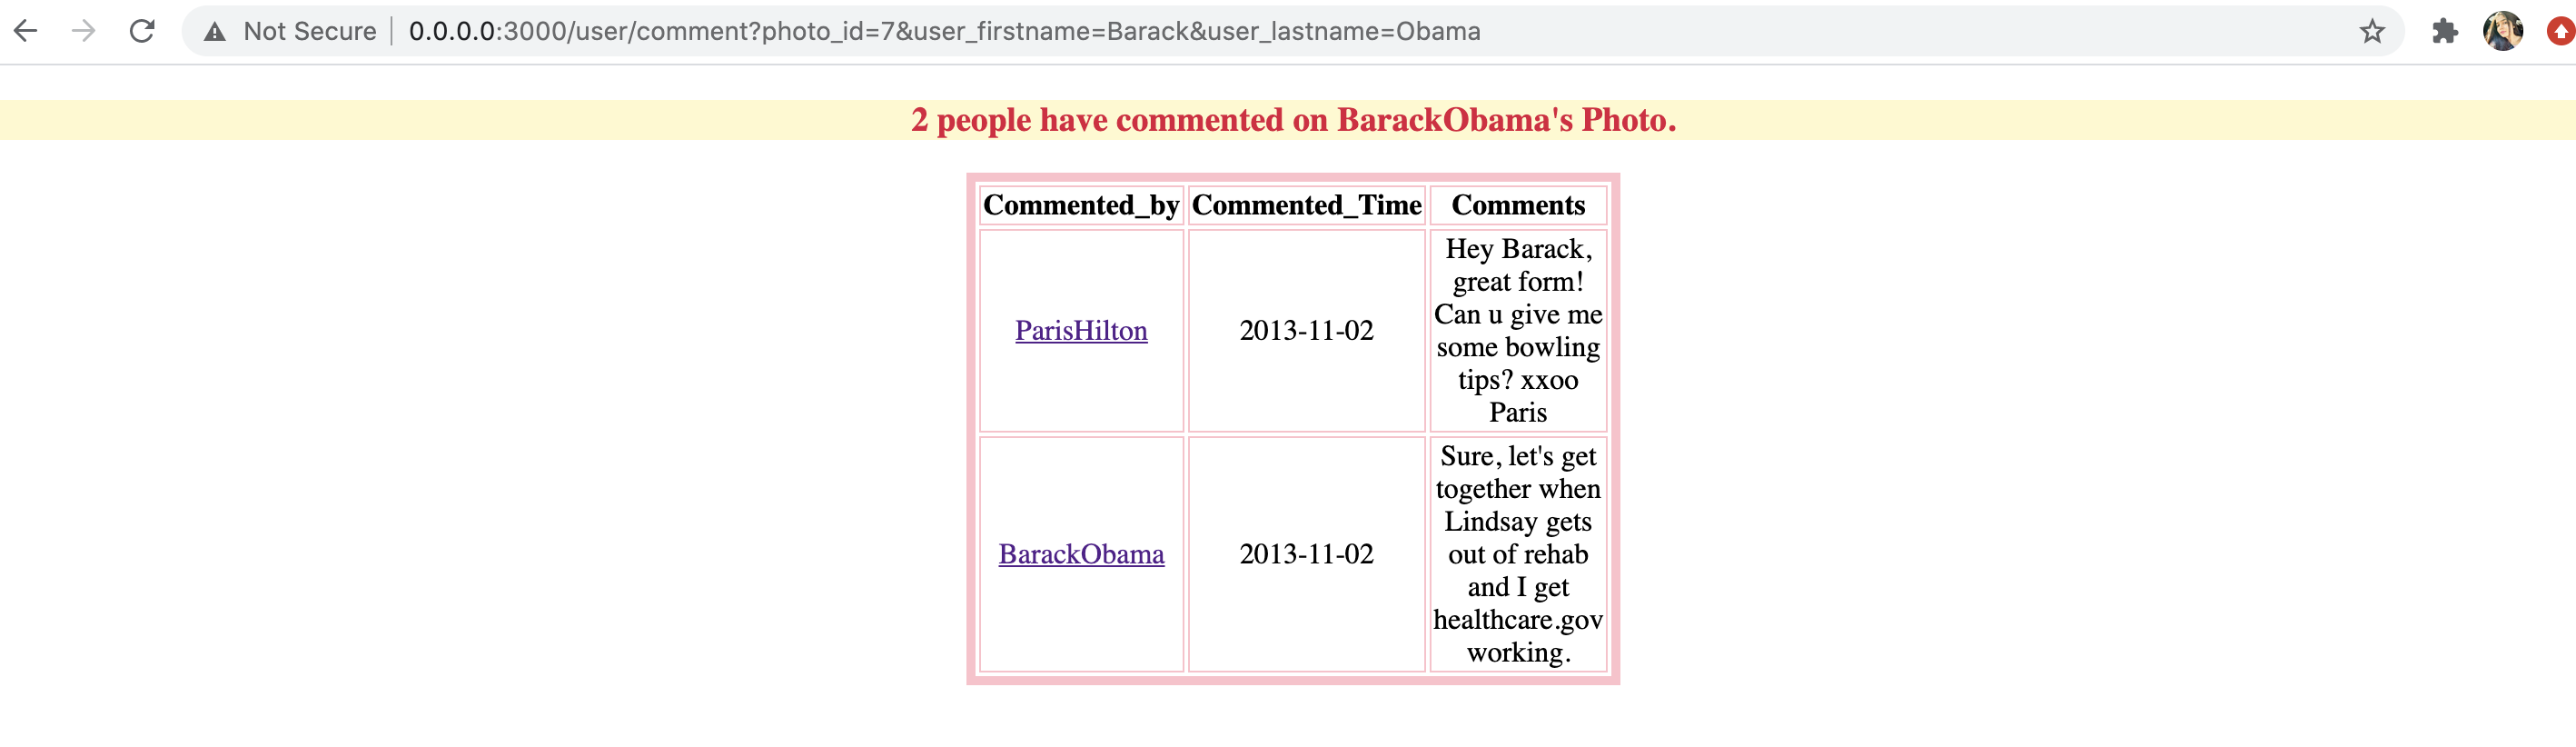 Not Secure 0.0.0.0:3000/user/comment?photo_id=7&user_firstname=Barack&user_lastname=Obama
2 people have commented on BarackObama's Photo.
Commented_by Commented_Time Comments
ParisHilton 2013-11-02 Hey Barack,
great form!
Can u give me
some bowling
tips? xxoo
Paris
BarackObama 2013-11-02 Sure, let's get
together when
Lindsay gets
out of rehab
and I get
healthcare.gov
working.